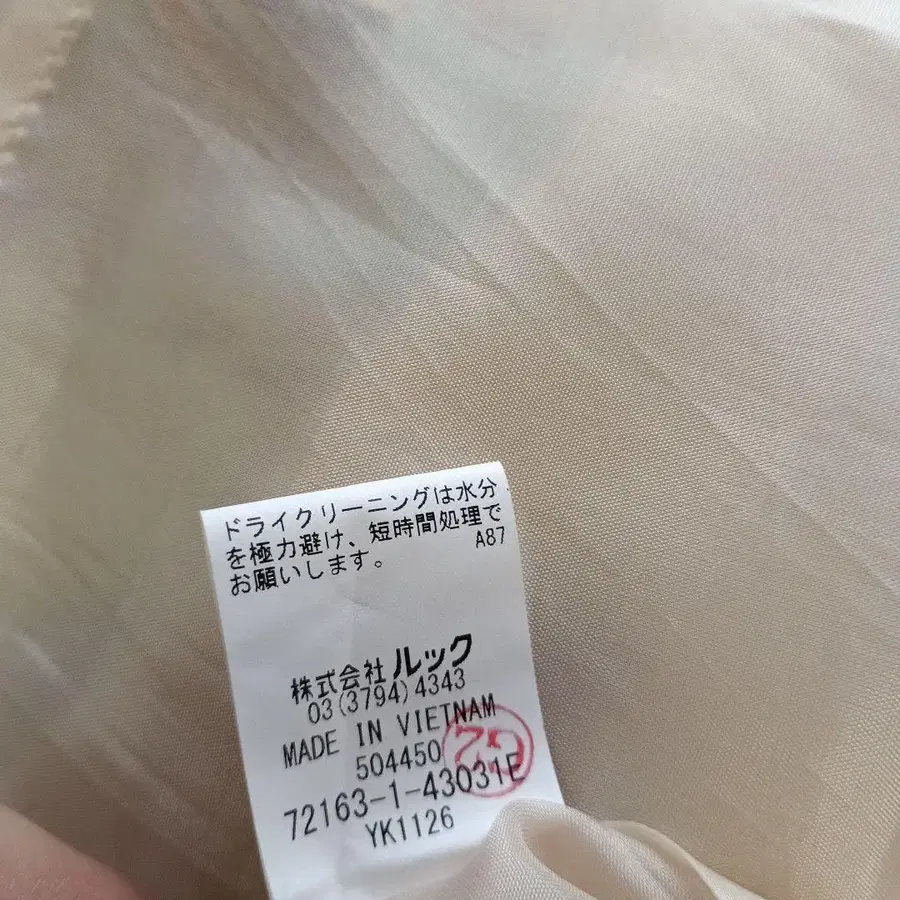 ドライクリーニングは水分
を極力避け、短時間処理で
お願いします。 A87
株式会社 ルック
03(3794)4343
MADE IN VIETNAM
504450
72163-1-43031E
YK1126